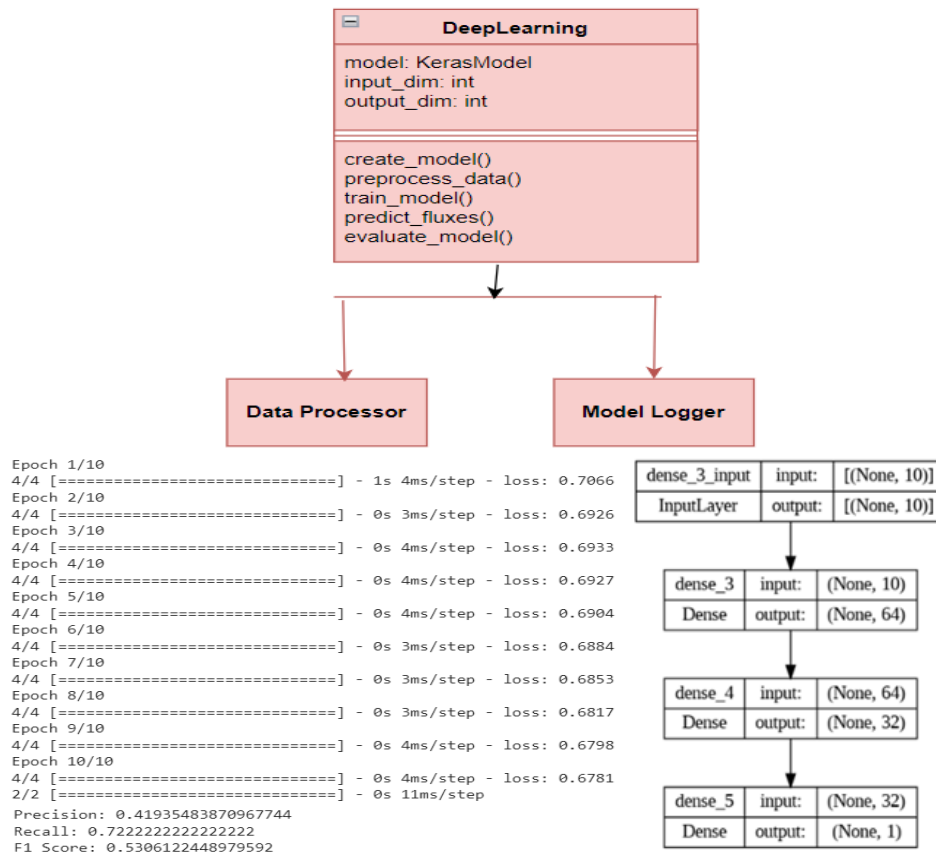 DeepLearning
model: KerasModel
input_dim: int
output_dim: int
create_model()
preprocess_data()
train_model()
predict_fluxes()
evaluate_model()
Data Processor
Model Logger
Epoch 1/10
4/4 [==============================] - 1s 4ms/step - loss: 0.7066
Epoch 2/10
4/4 [==============================] - 0s 3ms/step - loss: 0.6926
Epoch 3/10
4/4 [==============================] - 0s 4ms/step - loss: 0.6933
Epoch 4/10
4/4 [==============================] - 0s 4ms/step - loss: 0.6927
Epoch 5/10
4/4 [==============================] - 0s 4ms/step - loss: 0.6904
Epoch 6/10
4/4 [==============================] - 0s 3ms/step - loss: 0.6884
Epoch 7/10
4/4 [==============================] - 0s 3ms/step - loss: 0.6853
Epoch 8/10
4/4 [==============================] - 0s 3ms/step - loss: 0.6817
Epoch 9/10
4/4 [==============================] - 0s 4ms/step - loss: 0.6798
Epoch 10/10
4/4 [==============================] - 0s 4ms/step - loss: 0.6781
2/2 [==============================] - 0s 11ms/step
Precision: 0.41935483870967744
Recall: 0.7222222222222222
F1 Score: 0.5306122448979592
dense_3_input input: [(None, 10)]
InputLayer output: [(None, 10)]
dense_3 input: (None, 10)
Dense output: (None, 64)
dense_4 input: (None, 64)
Dense output: (None, 32)
dense_5 input: (None, 32)
Dense output: (None, 1)